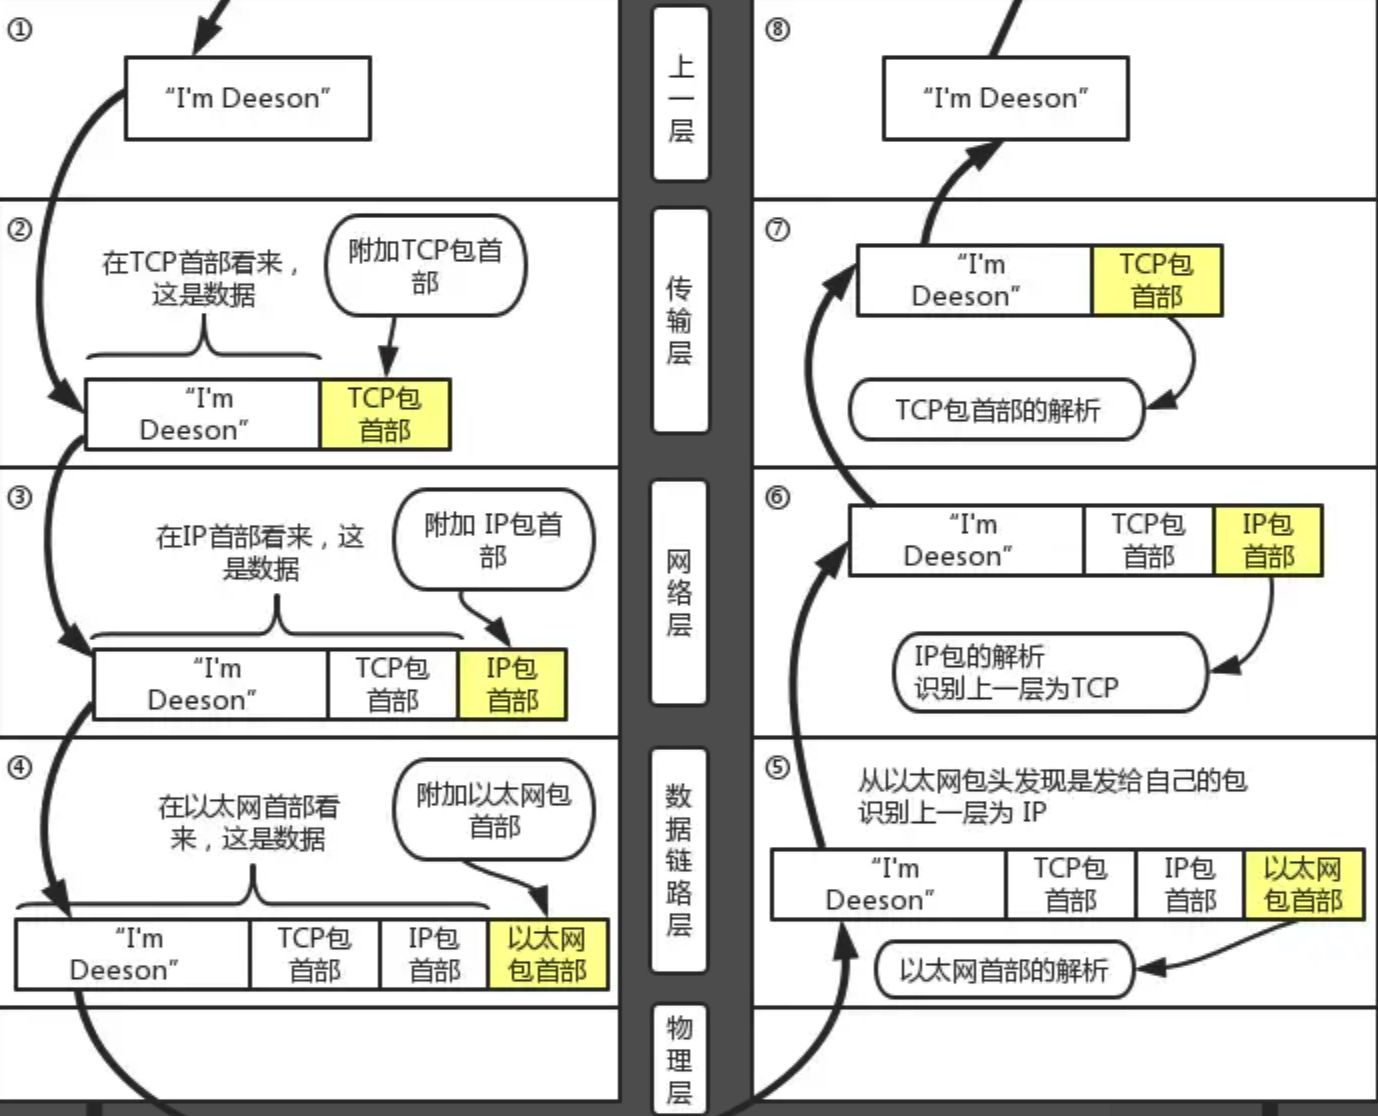 ①
“I'm Deeson”
②
在TCP首部看来，
这是数据
附加TCP包首
部
“I'm
Deeson”
TCP包
首部
③
在IP首部看来，这
是数据
附加 IP包首
部
“I'm
Deeson”
TCP包
首部
IP包
首部
④
在以太网首部看
来，这是数据
附加以太网包
首部
“I'm
Deeson”
TCP包
首部
IP包
首部
以太网
包首部
上
一
层
传
输
层
网
络
层
数
据
链
路
层
物
理
层
⑧
“I'm Deeson”
⑦
“I'm
Deeson”
TCP包
首部
TCP包首部的解析
⑥
“I'm
Deeson”
TCP包
首部
IP包
首部
IP包的解析
识别上一层为TCP
⑤
从以太网包头发现是发给自己的包
识别上一层为 IP
“I'm
Deeson”
TCP包
首部
IP包
首部
以太网
包首部
以太网首部的解析